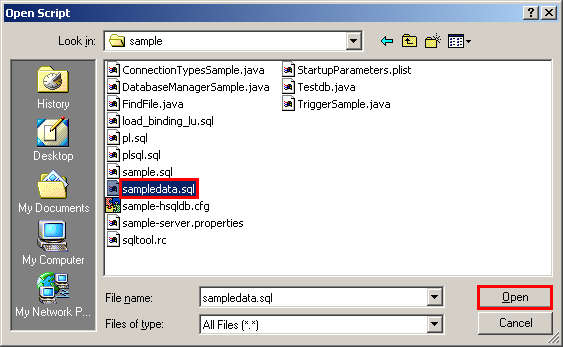 Open Script
Look in: sample
History
Desktop
My Documents
My Computer
My Network P...
ConnectionTypesSample.java
DatabaseManagerSample.java
FindFile.java
load_binding_lu.sql
pl.sql
plsql.sql
sample.sql
sampledata.sql
sample-hsqldb.cfg
sample-server.properties
sqltool.rc
StartupParameters.plist
Testdb.java
TriggerSample.java
File name: sampledata.sql Open
Files of type: All Files (*.*) Cancel